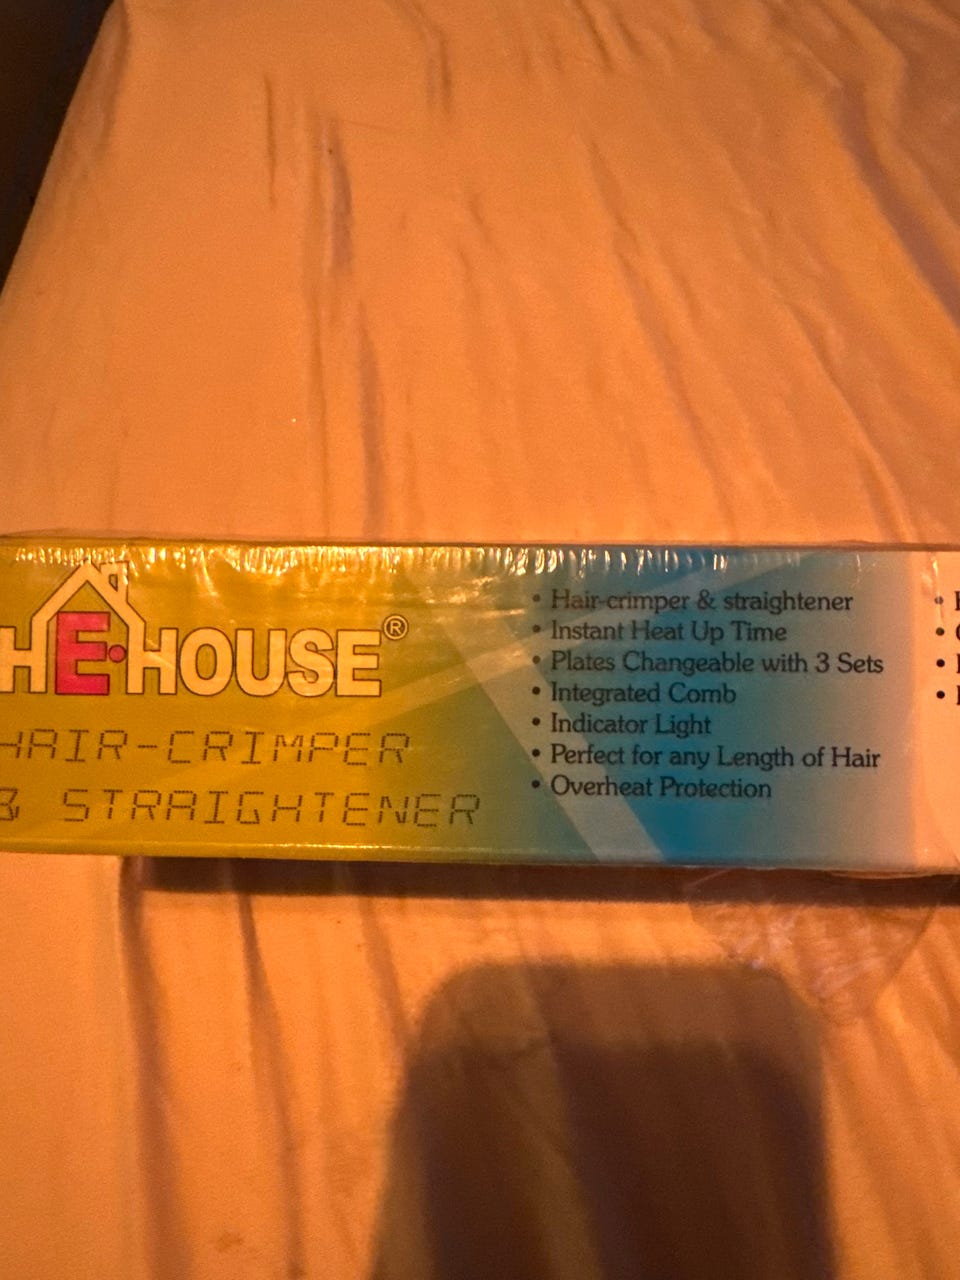 HE·HOUSE®
HAIR-CRIMPER
& STRAIGHTENER
• Hair-crimper & straightener
• Instant Heat Up Time
• Plates Changeable with 3 Sets
• Integrated Comb
• Indicator Light
• Perfect for any Length of Hair
• Overheat Protection